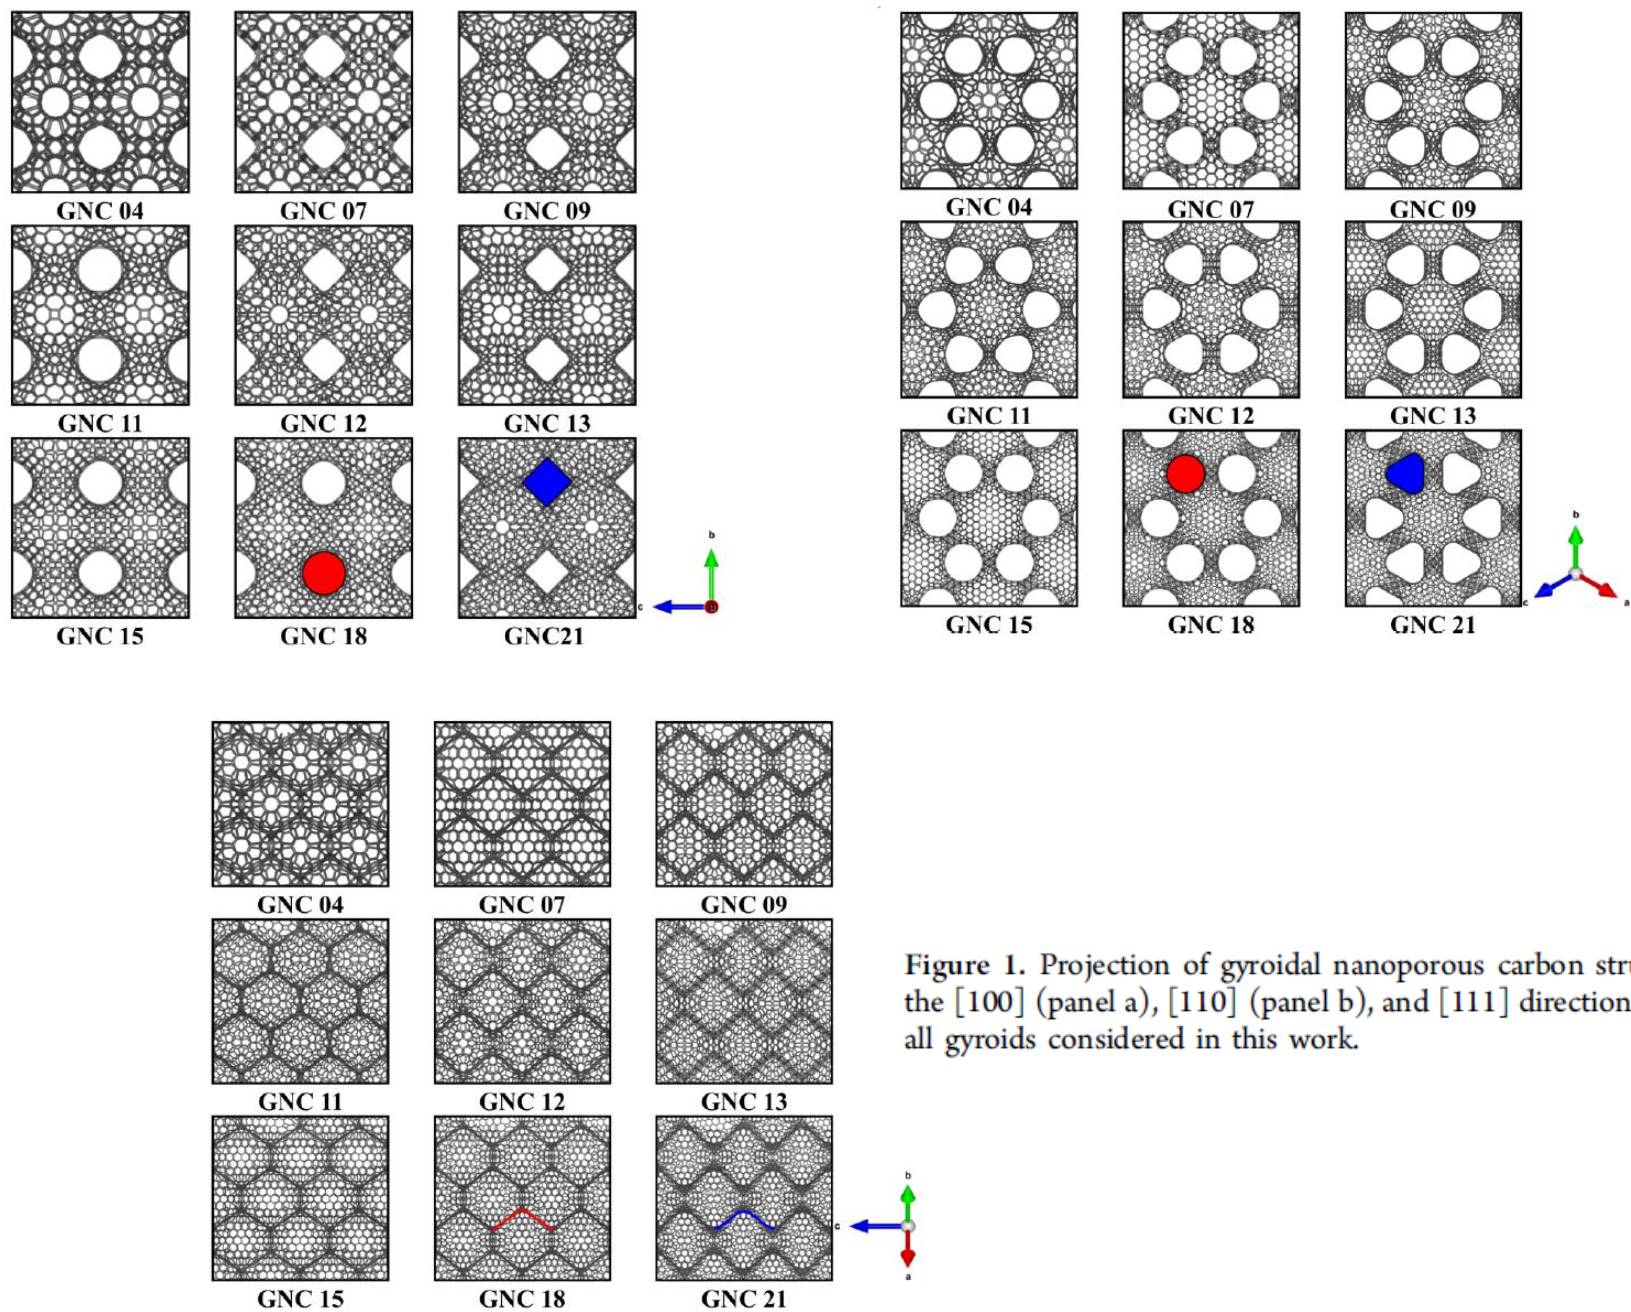 GNC 04 GNC 07 GNC 09
GNC 11 GNC 12 GNC 13
GNC 15 GNC 18 GNC21
b
c
GNC 04 GNC 07 GNC 09
GNC 11 GNC 12 GNC 13
GNC 15 GNC 18 GNC 21
b
c a
GNC 04 GNC 07 GNC 09
GNC 11 GNC 12 GNC 13
GNC 15 GNC 18 GNC 21
b
c
a
Figure 1. Projection of gyroidal nanoporous carbon stru
the [100] (panel a), [110] (panel b), and [111] direction
all gyroids considered in this work.